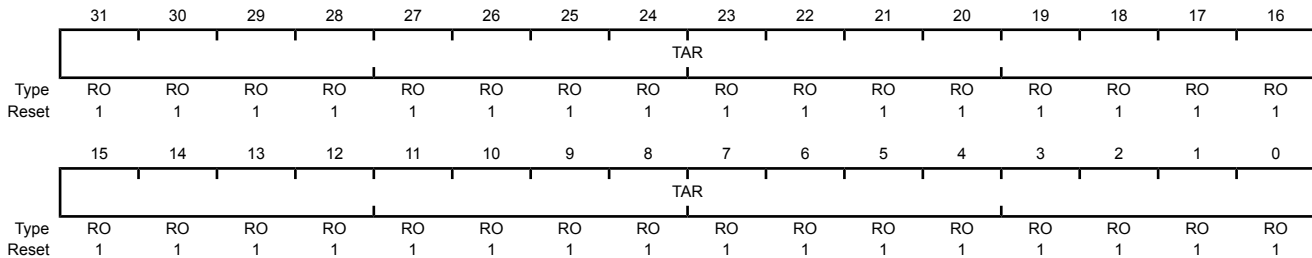 31 30 29 28 27 26 25 24 23 22 21 20 19 18 17 16
TAR
Type RO RO RO RO RO RO RO RO RO RO RO RO RO RO RO RO
Reset 1 1 1 1 1 1 1 1 1 1 1 1 1 1 1 1
15 14 13 12 11 10 9 8 7 6 5 4 3 2 1 0
TAR
Type RO RO RO RO RO RO RO RO RO RO RO RO RO RO RO RO
Reset 1 1 1 1 1 1 1 1 1 1 1 1 1 1 1 1